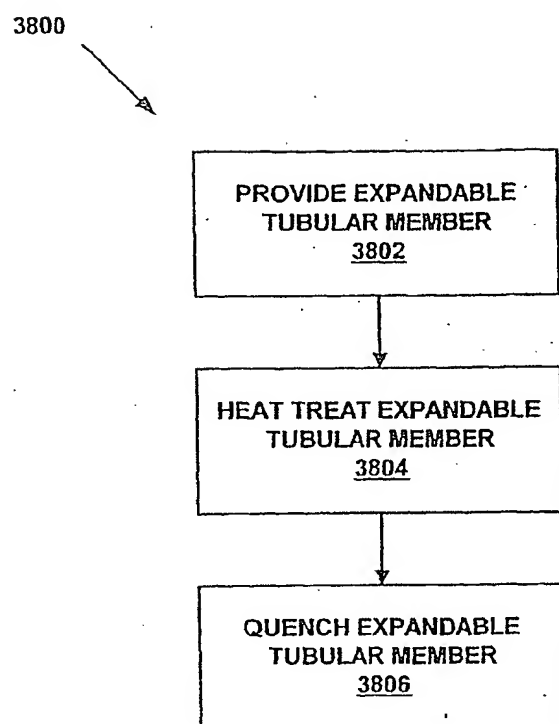 3800
PROVIDE EXPANDABLE
TUBULAR MEMBER
3802
HEAT TREAT EXPANDABLE
TUBULAR MEMBER
3804
QUENCH EXPANDABLE
TUBULAR MEMBER
3806